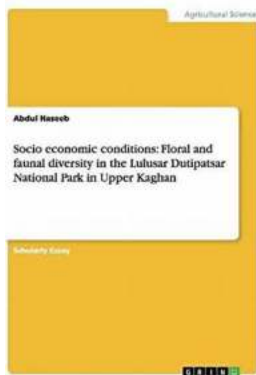 Agricultural Science
Abdul Haseeb
Socio economic conditions: Floral and
faunal diversity in the Lulusar Dutipatsar
National Park in Upper Kaghan
Scholarly Essay
GRIN